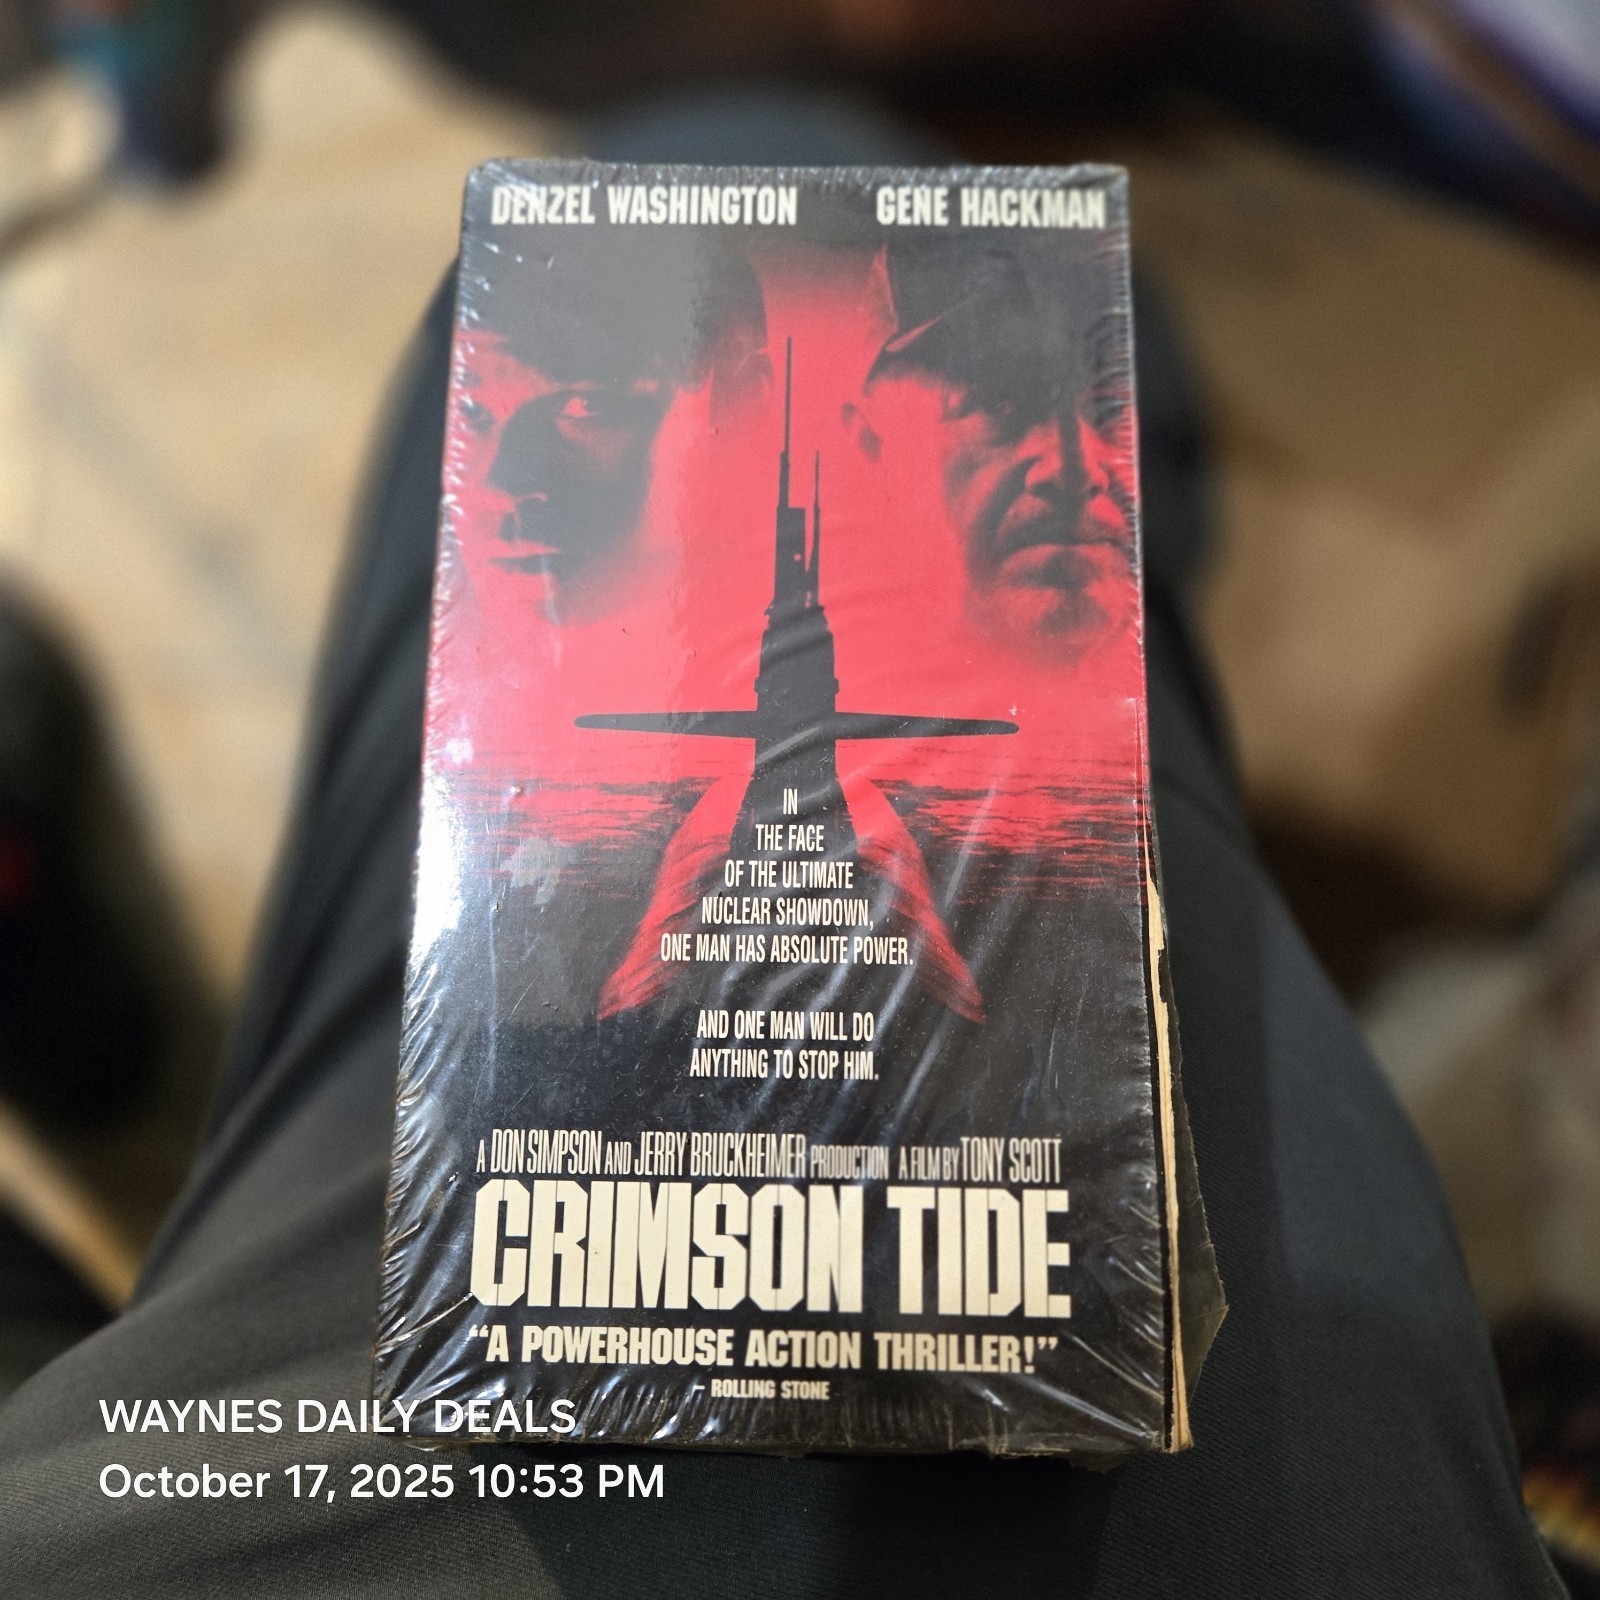 DENZEL WASHINGTON GENE HACKMAN
IN
THE FACE
OF THE ULTIMATE
NUCLEAR SHOWDOWN,
ONE MAN HAS ABSOLUTE POWER.
AND ONE MAN WILL DO
ANYTHING TO STOP HIM.
A DON SIMPSON AND JERRY BRUCKHEIMER PRODUCTION A FILM BY TONY SCOTT
CRIMSON TIDE
“A POWERHOUSE ACTION THRILLER!”
– ROLLING STONE
WAYNES DAILY DEALS
October 17, 2025 10:53 PM